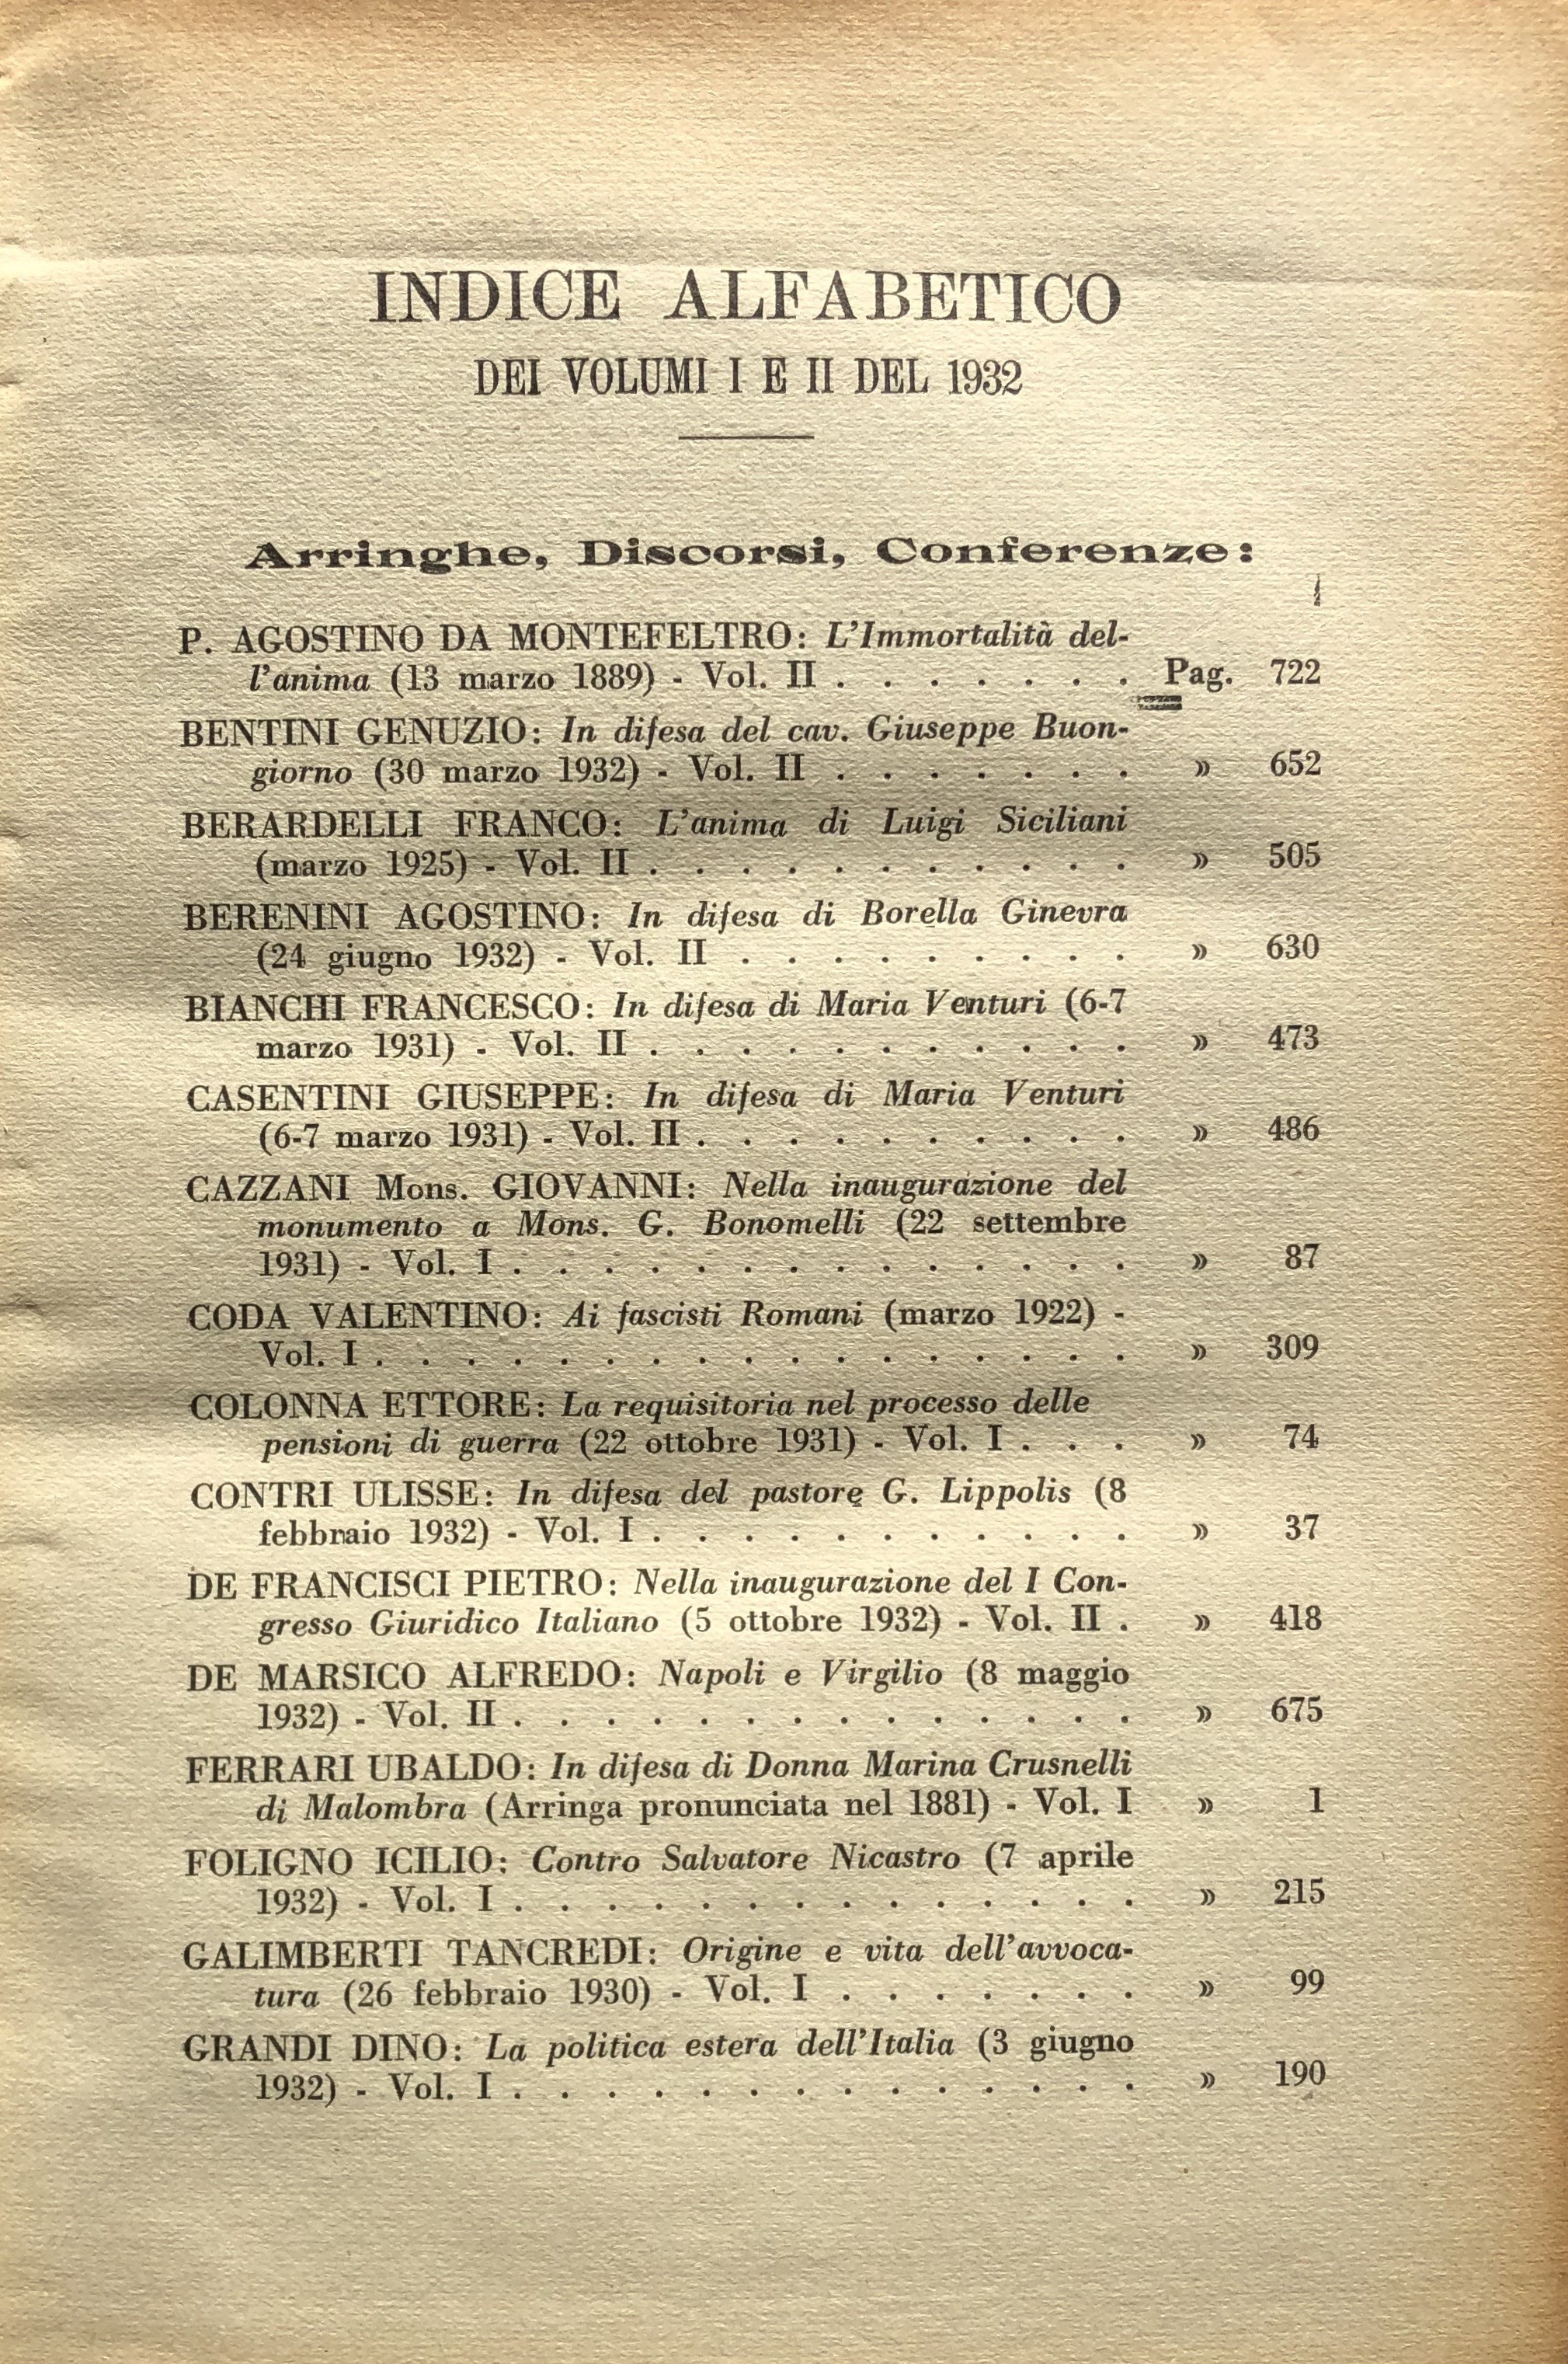 INDICE ALFABETICO
DEI VOLUMI I E II DEL 1932
Arringhe, Discorsi, Conferenze:
P. AGOSTINO DA MONTEFELTRO: L'Immortalità del-
l'anima (13 marzo 1889) - Vol. II . . . . . . . Pag. 722
BENTINI GENUZIO: In difesa del cav. Giuseppe Buon-
giorno (30 marzo 1932) - Vol. II . . . . . . . » 652
BERARDELLI FRANCO: L'anima di Luigi Siciliani
(marzo 1925) - Vol. II . . . . . . . . . . . » 505
BERENINI AGOSTINO: In difesa di Borella Ginevra
(24 giugno 1932) - Vol. II . . . . . . . . . » 630
BIANCHI FRANCESCO: In difesa di Maria Venturi (6-7
marzo 1931) - Vol. II . . . . . . . . . . . » 473
CASENTINI GIUSEPPE: In difesa di Maria Venturi
(6-7 marzo 1931) - Vol. II . . . . . . . . . . » 486
CAZZANI Mons. GIOVANNI: Nella inaugurazione del
monumento a Mons. G. Bonomelli (22 settembre
1931) - Vol. I . . . . . . . . . . . . . . » 87
CODA VALENTINO: Ai fascisti Romani (marzo 1922) -
Vol. I . . . . . . . . . . . . . . . . . » 309
COLONNA ETTORE: La requisitoria nel processo delle
pensioni di guerra (22 ottobre 1931) - Vol. I . . . » 74
CONTRI ULISSE: In difesa del pastore G. Lippolis (8
febbraio 1932) - Vol. I . . . . . . . . . . . » 37
DE FRANCISCI PIETRO: Nella inaugurazione del I Con-
gresso Giuridico Italiano (5 ottobre 1932) - Vol. II . » 418
DE MARSICO ALFREDO: Napoli e Virgilio (8 maggio
1932) - Vol. II . . . . . . . . . . . . . . » 675
FERRARI UBALDO: In difesa di Donna Marina Crusnelli
di Malombra (Arringa pronunciata nel 1881) - Vol. I » 1
FOLIGNO ICILIO: Contro Salvatore Nicastro (7 aprile
1932) - Vol. I . . . . . . . . . . . . . . » 215
GALIMBERTI TANCREDI: Origine e vita dell'avvoca-
tura (26 febbraio 1930) - Vol. I . . . . . . . » 99
GRANDI DINO: La politica estera dell'Italia (3 giugno
1932) - Vol. I . . . . . . . . . . . . . . » 190